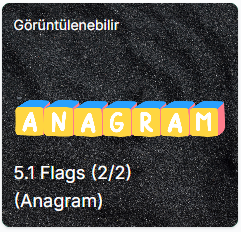 Görüntülenebilir
ANAGRAM
5.1 Flags (2/2)
(Anagram)